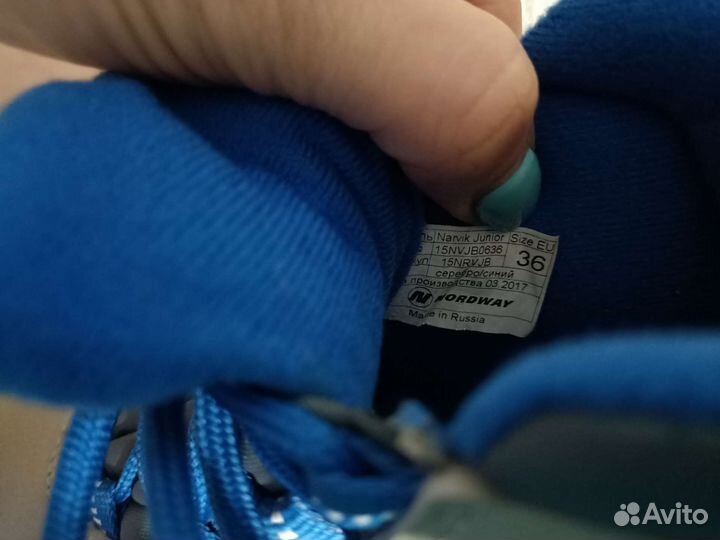 Narvik Junior Size EU
15NVJB0636 36
15NRVJB
серебро/синий
производства 03.2017
NORDWAY
Made in Russia
Avito